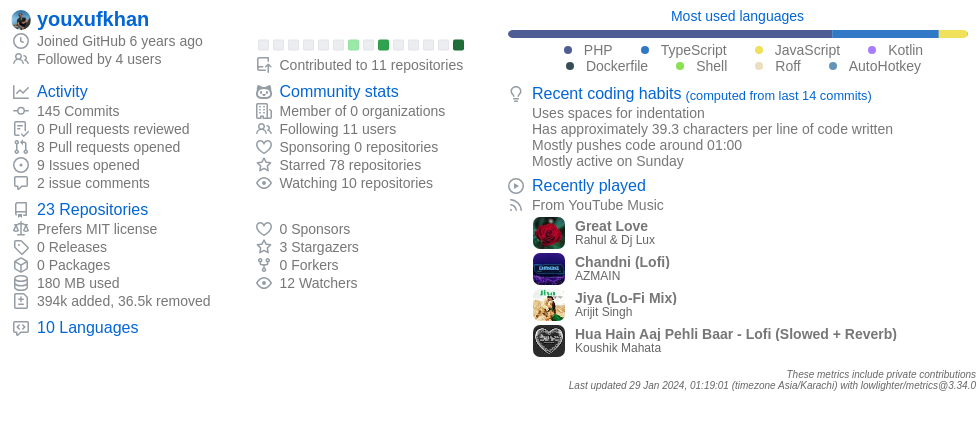 youxufkhan
Joined GitHub 6 years ago
Followed by 4 users
Contributed to 11 repositories
Activity
145 Commits
0 Pull requests reviewed
8 Pull requests opened
9 Issues opened
2 issue comments
Community stats
Member of 0 organizations
Following 11 users
Sponsoring 0 repositories
Starred 78 repositories
Watching 10 repositories
23 Repositories
Prefers MIT license
0 Releases
0 Packages
180 MB used
394k added, 36.5k removed
0 Sponsors
3 Stargazers
0 Forkers
12 Watchers
10 Languages
Most used languages
PHP TypeScript JavaScript Kotlin
Dockerfile Shell Roff AutoHotkey
Recent coding habits (computed from last 14 commits)
Uses spaces for indentation
Has approximately 39.3 characters per line of code written
Mostly pushes code around 01:00
Mostly active on Sunday
Recently played
From YouTube Music
Great Love
Rahul & Dj Lux
Chandni (Lofi)
AZMAIN
Jiya (Lo-Fi Mix)
Arijit Singh
Hua Hain Aaj Pehli Baar - Lofi (Slowed + Reverb)
Koushik Mahata
These metrics include private contributions
Last updated 29 Jan 2024, 01:19:01 (timezone Asia/Karachi) with lowlighter/metrics@3.34.0